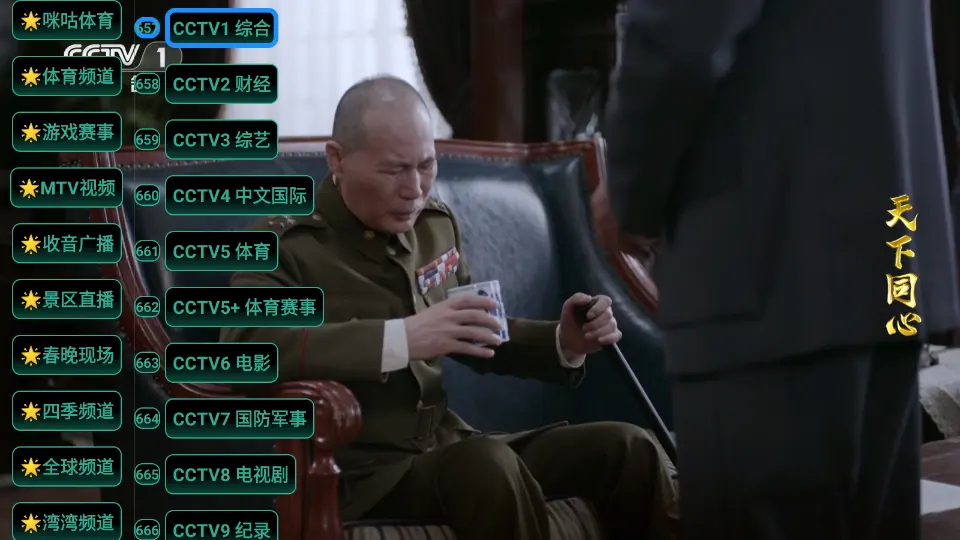 🌟咪咕体育
🌟体育频道
🌟游戏赛事
🌟MTV视频
🌟收音广播
🌟景区直播
🌟春晚现场
🌟四季频道
🌟全球频道
🌟湾湾频道
657 CCTV1 综合
658 CCTV2 财经
659 CCTV3 综艺
660 CCTV4 中文国际
661 CCTV5 体育
662 CCTV5+ 体育赛事
663 CCTV6 电影
664 CCTV7 国防军事
665 CCTV8 电视剧
666 CCTV9 纪录
CCTV 1
天下同心